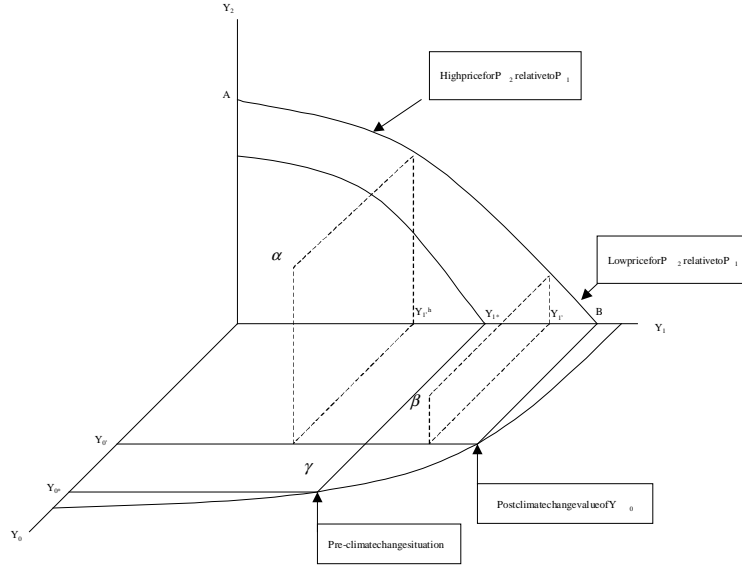 Y2
HighpriceforP 2 relativetoP 1
A
α
LowpriceforP 2 relativetoP 1
Y1'h Y1* Y1' B Y1
β
Y0'
γ
Y0*
PostclimatechangevalueofY 0
Y0
Pre-climatechangesituation